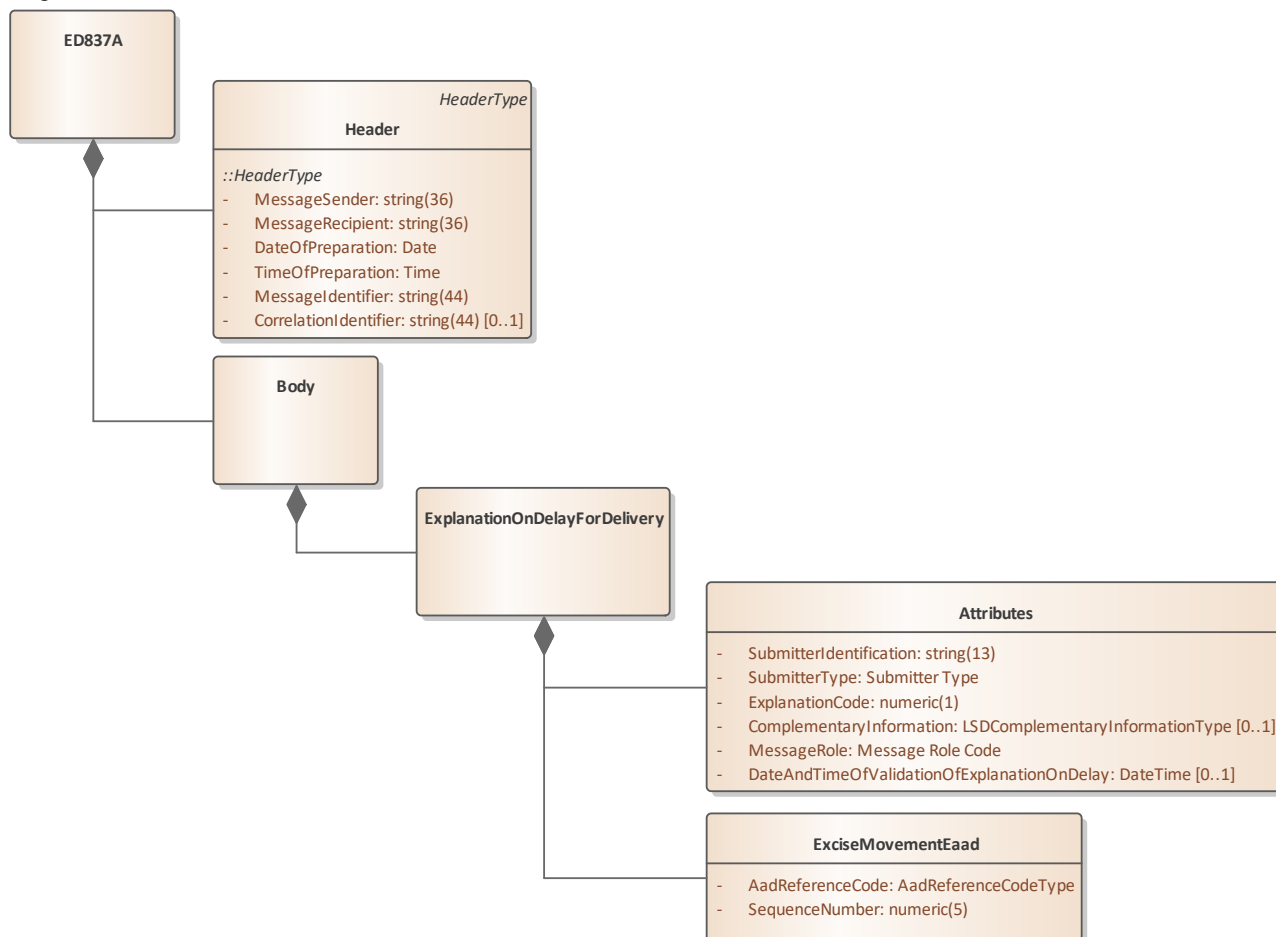 ED837A
HeaderType
Header
::HeaderType
- MessageSender: string(36)
- MessageRecipient: string(36)
- DateOfPreparation: Date
- TimeOfPreparation: Time
- MessageIdentifier: string(44)
- CorrelationIdentifier: string(44) [0..1]
Body
ExplanationOnDelayForDelivery
Attributes
- SubmitterIdentification: string(13)
- SubmitterType: Submitter Type
- ExplanationCode: numeric(1)
- ComplementaryInformation: LSDComplementaryInformationType [0..1]
- MessageRole: Message Role Code
- DateAndTimeOfValidationOfExplanationOnDelay: DateTime [0..1]
ExciseMovementEaad
- AadReferenceCode: AadReferenceCodeType
- SequenceNumber: numeric(5)